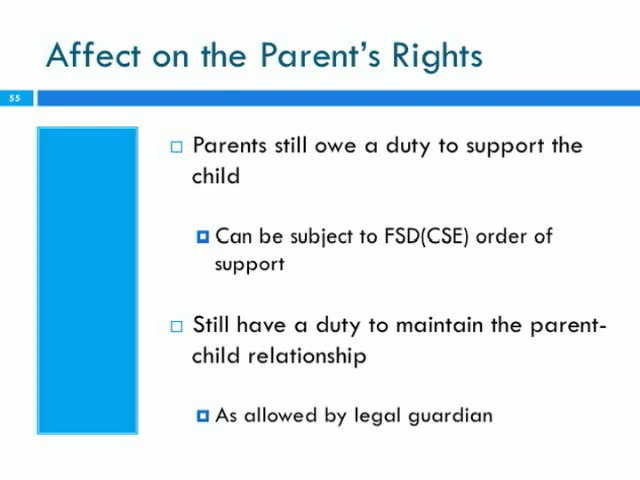 Affect on the Parent's Rights
55
Parents still owe a duty to support the
child
Can be subject to FSD(CSE) order of
support
Still have a duty to maintain the parent-
child relationship
As allowed by legal guardian